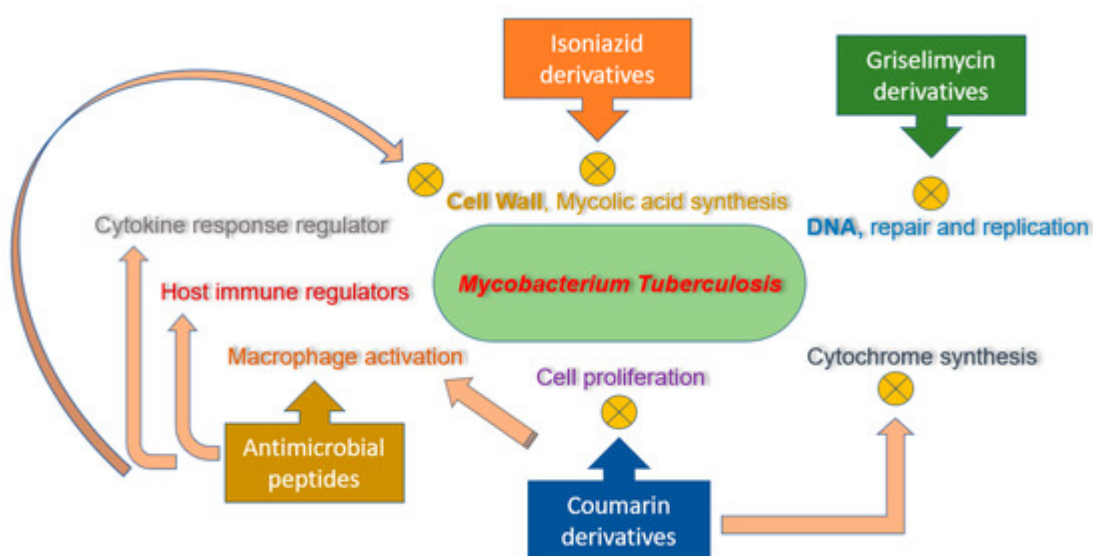 Isoniazid
derivatives
Griselimycin
derivatives
Cell Wall, Mycolic acid synthesis
Cytokine response regulator
DNA, repair and replication
Host immune regulators
Mycobacterium Tuberculosis
Macrophage activation
Cytochrome synthesis
Cell proliferation
Antimicrobial
peptides
Coumarin
derivatives